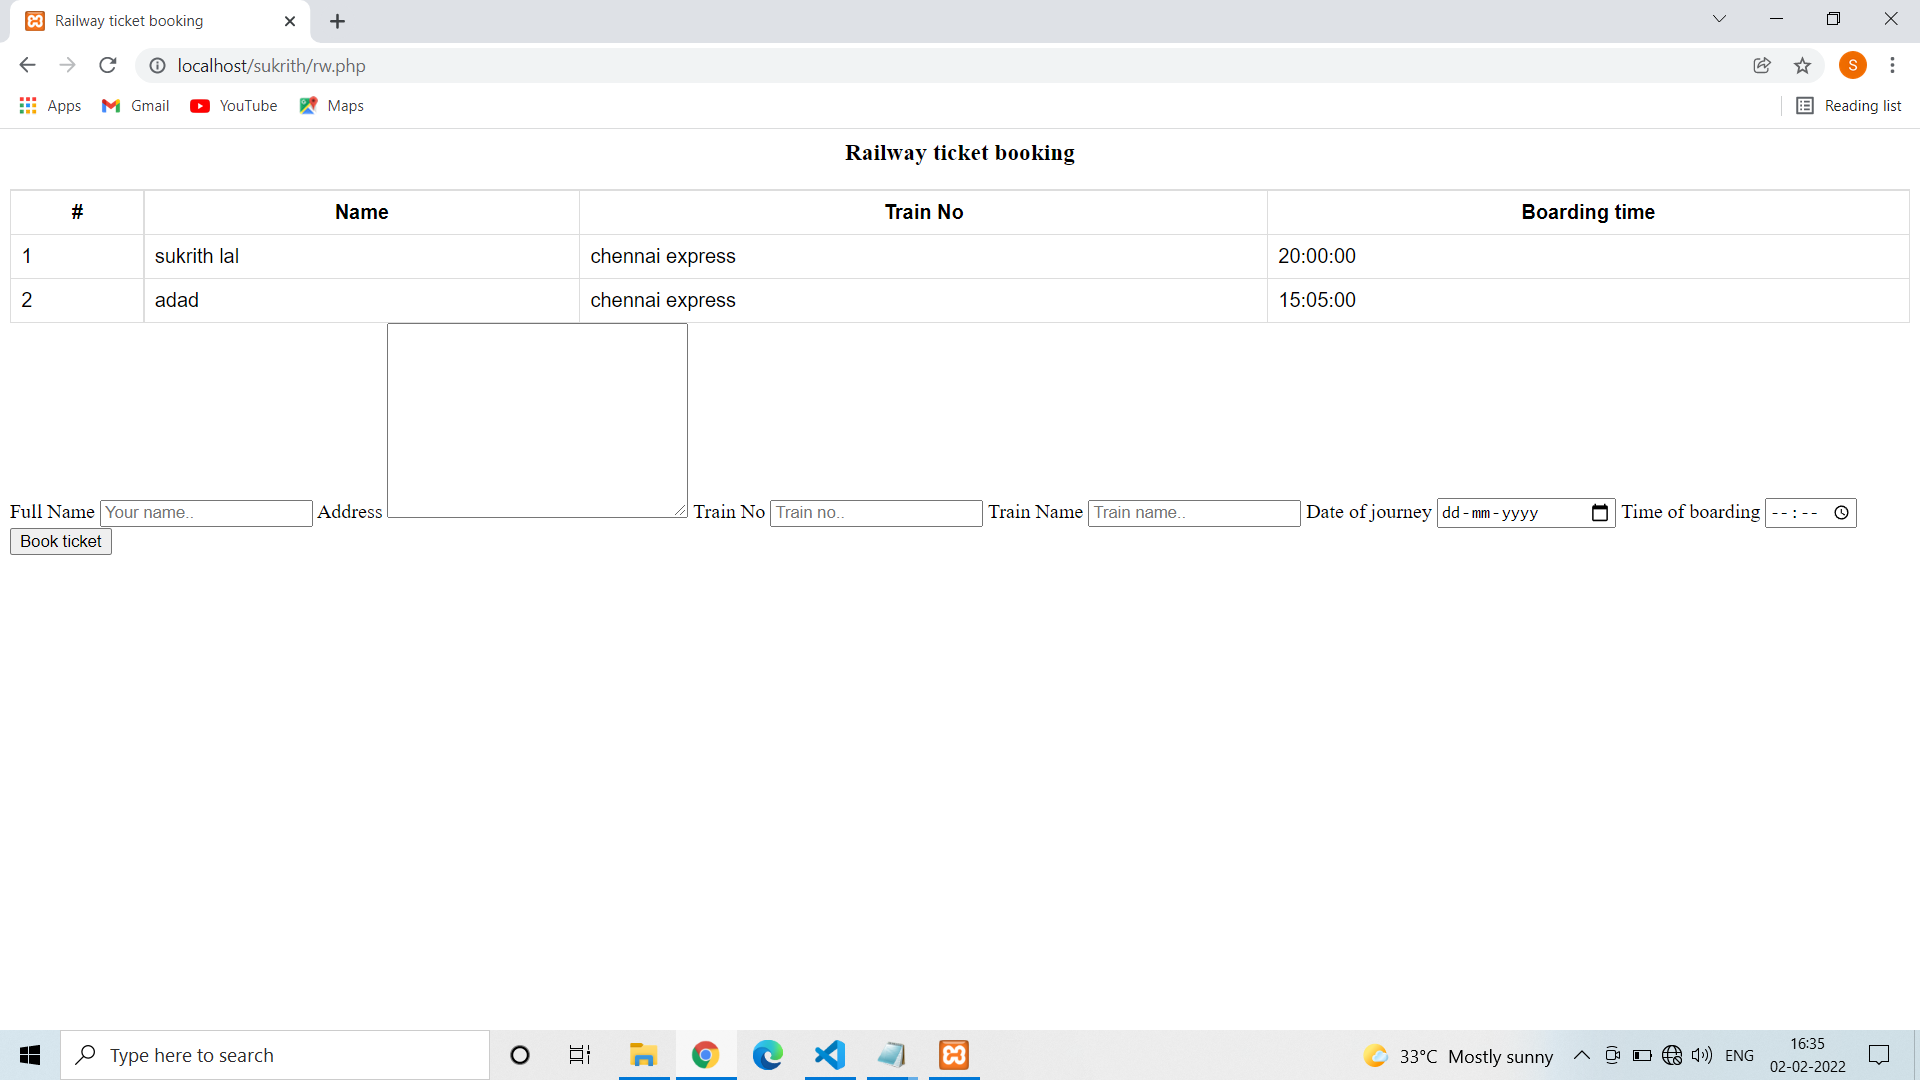 Railway ticket booking
localhost/sukrith/rw.php
S
Apps Gmail YouTube Maps Reading list
Railway ticket booking
# Name Train No Boarding time
1 sukrith lal chennai express 20:00:00
2 adad chennai express 15:05:00
Full Name Your name.. Address Train No Train no.. Train Name Train name.. Date of journey dd-mm-yyyy Time of boarding --:--
Book ticket
Type here to search 33°C Mostly sunny ENG 16:35
02-02-2022